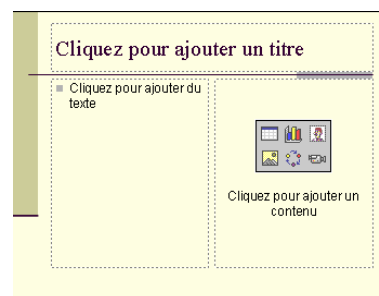 Cliquez pour ajouter un titre
Cliquez pour ajouter du
texte
Cliquez pour ajouter un
contenu